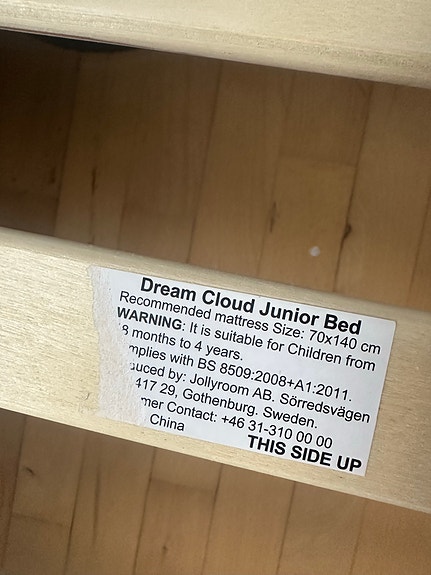 Dream Cloud Junior Bed
Recommended mattress Size: 70x140 cm
WARNING: It is suitable for Children from
8 months to 4 years.
mplies with BS 8509:2008+A1:2011.
uced by: Jollyroom AB. Sörredsvägen
417 29, Gothenburg. Sweden.
mer Contact: +46 31-310 00 00
China
THIS SIDE UP